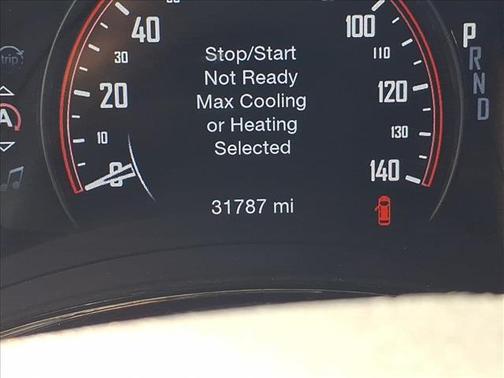 40
100
P
trip
30
Stop/Start
110
R
Not Ready
20
Max Cooling
120
N
A
or Heating
D
10
Selected
130
0
140
31787 mi